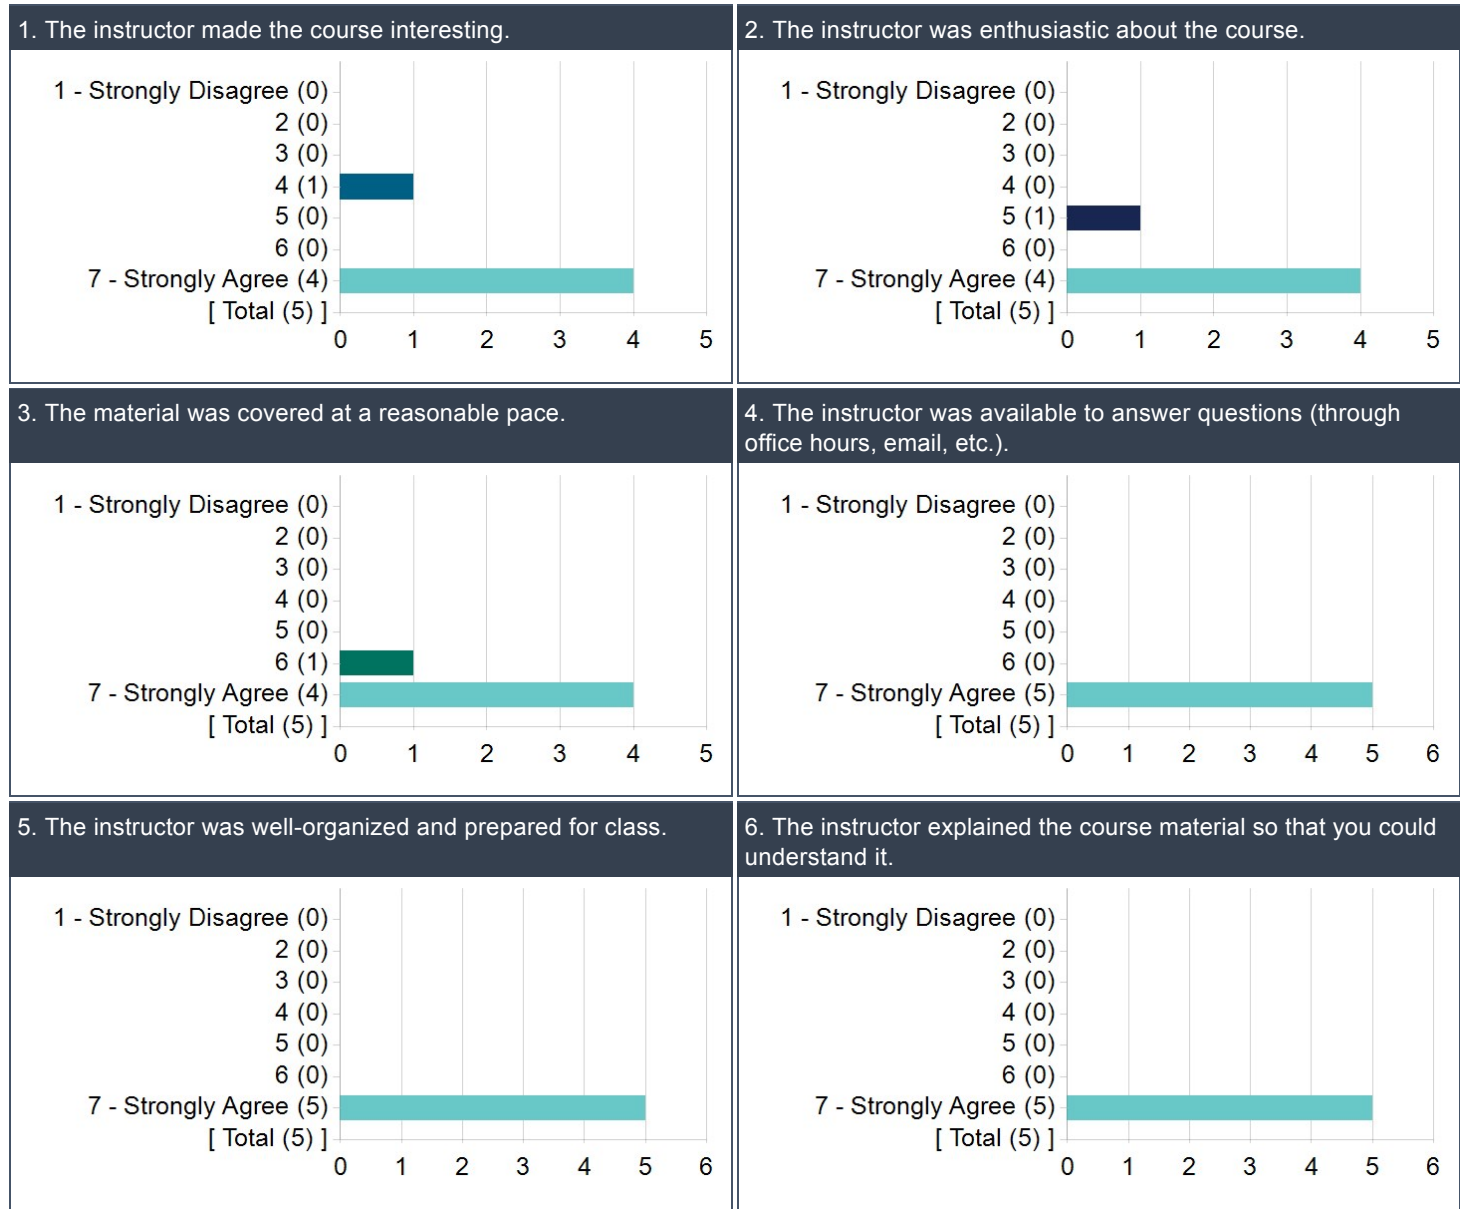 1. The instructor made the course interesting.
1 - Strongly Disagree (0)
2 (0)
3 (0)
4 (1)
5 (0)
6 (0)
7 - Strongly Agree (4)
[ Total (5) ]
0 1 2 3 4 5
2. The instructor was enthusiastic about the course.
1 - Strongly Disagree (0)
2 (0)
3 (0)
4 (0)
5 (1)
6 (0)
7 - Strongly Agree (4)
[ Total (5) ]
0 1 2 3 4 5
3. The material was covered at a reasonable pace.
1 - Strongly Disagree (0)
2 (0)
3 (0)
4 (0)
5 (0)
6 (1)
7 - Strongly Agree (4)
[ Total (5) ]
0 1 2 3 4 5
4. The instructor was available to answer questions (through
office hours, email, etc.).
1 - Strongly Disagree (0)
2 (0)
3 (0)
4 (0)
5 (0)
6 (0)
7 - Strongly Agree (5)
[ Total (5) ]
0 1 2 3 4 5 6
5. The instructor was well-organized and prepared for class.
1 - Strongly Disagree (0)
2 (0)
3 (0)
4 (0)
5 (0)
6 (0)
7 - Strongly Agree (5)
[ Total (5) ]
0 1 2 3 4 5 6
6. The instructor explained the course material so that you could
understand it.
1 - Strongly Disagree (0)
2 (0)
3 (0)
4 (0)
5 (0)
6 (0)
7 - Strongly Agree (5)
[ Total (5) ]
0 1 2 3 4 5 6